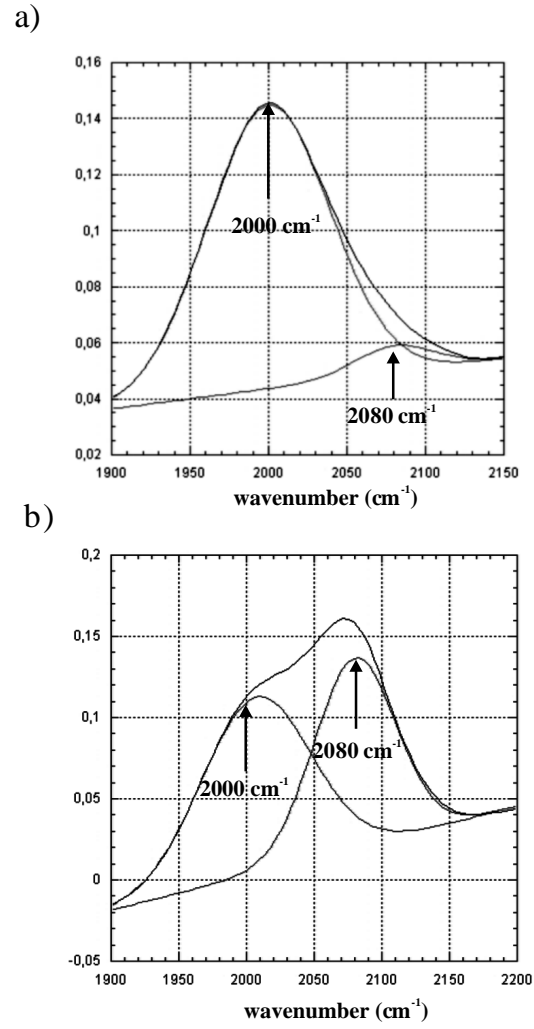 a)
0,16
0,14
0,12
2000 cm-1
0,1
0,08
0,06
2080 cm-1
0,04
0,02
1900 1950 2000 2050 2100 2150
wavenumber (cm-1)
b)
0,2
0,15
0,1
2080 cm-1
2000 cm-1
0,05
0
-0,05
1900 1950 2000 2050 2100 2150 2200
wavenumber (cm-1)